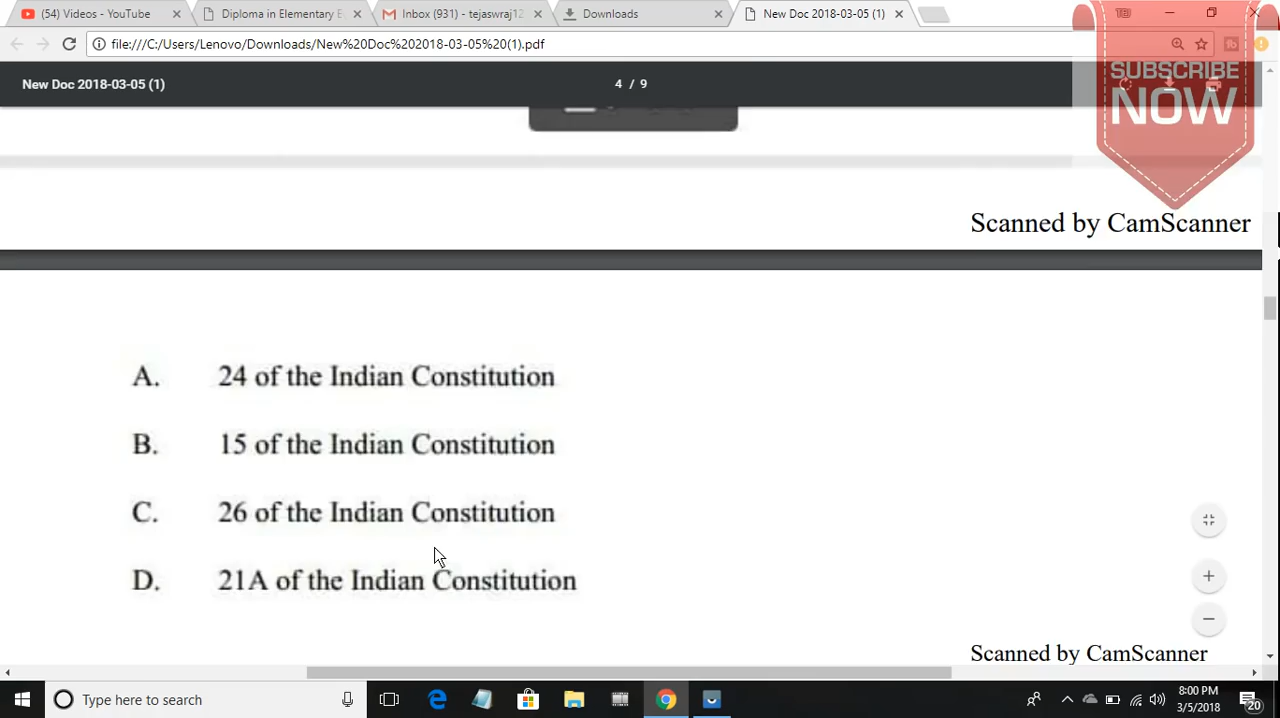 (54) Videos - YouTube
Diploma in Elementary E
Inbox (931) - tejaswraj12
Downloads
New Doc 2018-03-05 (1)
file:///C:/Users/Lenovo/Downloads/New%20Doc%202018-03-05%20(1).pdf
New Doc 2018-03-05 (1)
4 / 9
SUBSCRIBE
NOW
Scanned by CamScanner
A. 24 of the Indian Constitution
B. 15 of the Indian Constitution
C. 26 of the Indian Constitution
D. 21A of the Indian Constitution
Scanned by CamScanner
Type here to search
8:00 PM
3/5/2018
20